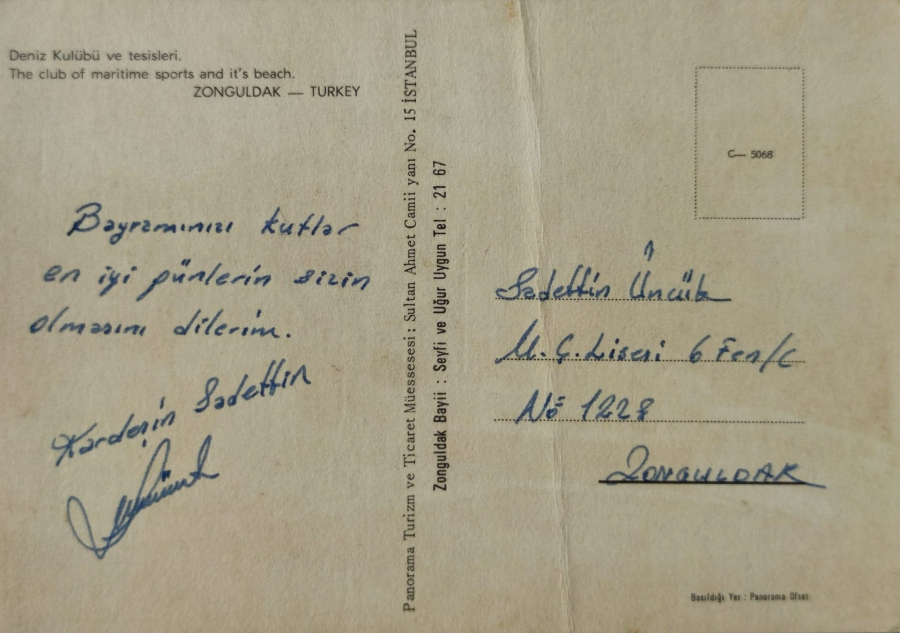 Deniz Kulübü ve tesisleri.
The club of maritime sports and it's beach.
ZONGULDAK — TURKEY
Bayramınızı kutlar
en iyi günlerin sizin
olmasını dilerim.
Kardeşin Sadettin
Panorama Turizm ve Ticaret Müessesesi : Sultan Ahmet Camii yanı No. 15 İSTANBUL
Zonguldak Bayii : Seyfi ve Uğur Uygun Tel : 21 67
C— 5068
Sadettin Üncük
M. Ç. Lisesi 6 Fen/C
No 1228
ZONGULDAK
Basıldığı Yer : Panorama Ofset